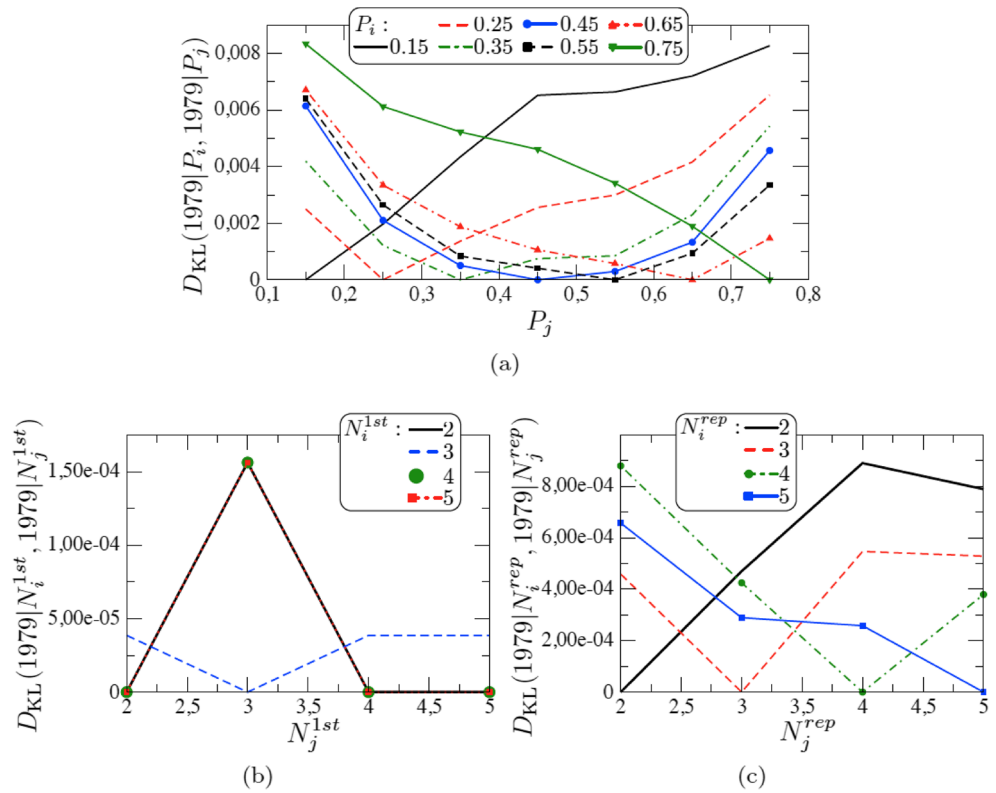 P_i :
0.25
0.45
0.65
0.15
0.35
0.55
0.75
D_KL(1979|P_i, 1979|P_j)
0,008
0,006
0,004
0,002
0
0,1 0,2 0,3 0,4 0,5 0,6 0,7 0,8
P_j
(a)
N_i^{1st} : 2
3
4
5
D_KL(1979|N_i^{1st}, 1979|N_j^{1st})
1,50e-04
1,00e-04
5,00e-05
0
2 2,5 3 3,5 4 4,5 5
N_j^{1st}
(b)
N_i^{rep} : 2
3
4
5
D_KL(1979|N_i^{rep}, 1979|N_j^{rep})
8,00e-04
6,00e-04
4,00e-04
2,00e-04
0
2 2,5 3 3,5 4 4,5 5
N_j^{rep}
(c)